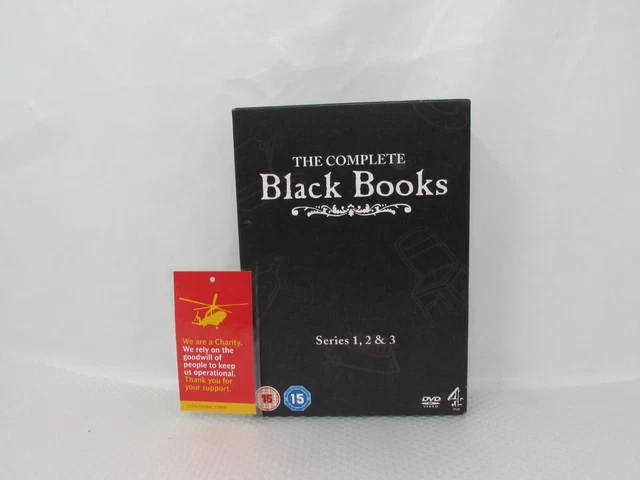 THE COMPLETE
Black Books
Series 1, 2 & 3
We are a Charity.
We rely on the
goodwill of
people to keep
us operational.
Thank you for
your support.
15
15
DVD
VIDEO
4